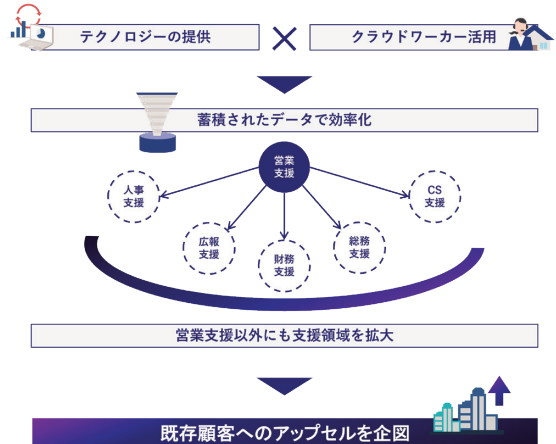 テクノロジーの提供
×
クラウドワーカー活用
蓄積されたデータで効率化
営業
支援
人事
支援
CS
支援
広報
支援
総務
支援
財務
支援
営業支援以外にも支援領域を拡大
既存顧客へのアップセルを企図